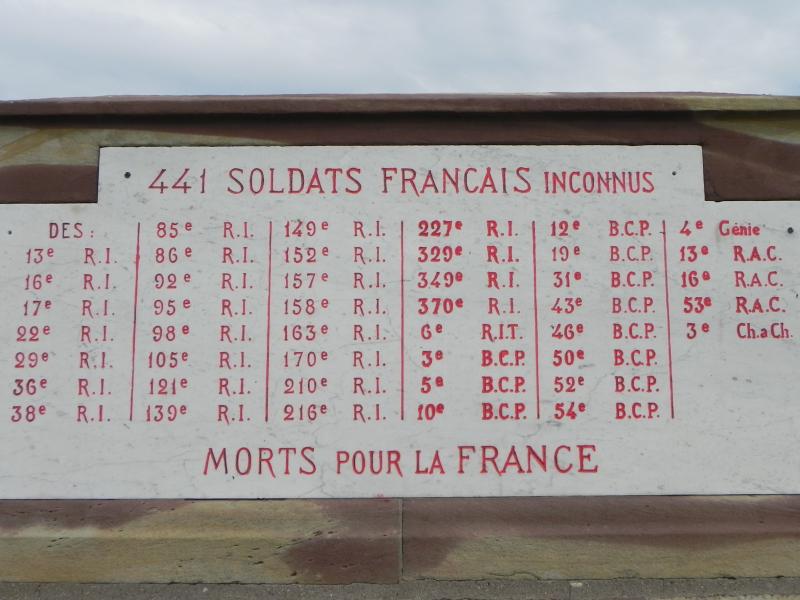 441 SOLDATS FRANCAIS INCONNUS
DES:
13e R.I.
16e R.I.
17e R.I.
22e R.I.
29e R.I.
36e R.I.
38e R.I.
85e R.I.
86e R.I.
92e R.I.
95e R.I.
98e R.I.
105e R.I.
121e R.I.
139e R.I.
149e R.I.
152e R.I.
157e R.I.
158e R.I.
163e R.I.
170e R.I.
210e R.I.
216e R.I.
227e R.I.
329e R.I.
349e R.I.
370e R.I.
6e R.I.T.
3e B.C.P.
5e B.C.P.
10e B.C.P.
12e B.C.P.
19e B.C.P.
31e B.C.P.
43e B.C.P.
46e B.C.P.
50e B.C.P.
52e B.C.P.
54e B.C.P.
4e Génie
13e R.A.C.
16e R.A.C.
53e R.A.C.
3e Ch.a Ch.
MORTS POUR LA FRANCE